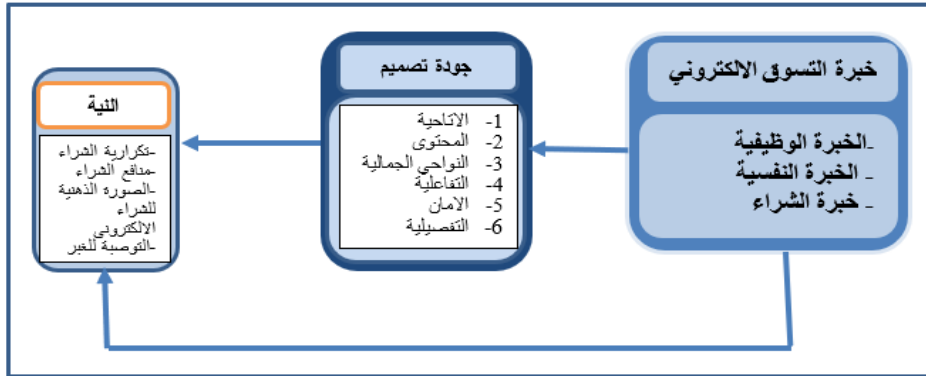 خبرة التسوق الالكتروني
-الخبرة الوظيفية
- الخبرة النفسية
- خبرة الشراء
جودة تصميم
1- الاتاحية
2- المحتوى
3- النواحي الجمالية
4- التفاعلية
5- الامان
6- التفصيلية
النية
-تكرارية الشراء
-منافع الشراء
-الصورة الذهنية
للشراء
الالكتروني
-التوصية للغير